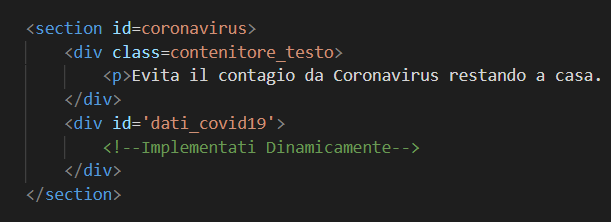 <section id=coronavirus>
<div class=contenitore_testo>
<p>Evita il contagio da Coronavirus restando a casa.
</div>
<div id='dati_covid19'>
<!--Implementati Dinamicamente-->
</div>
</section>